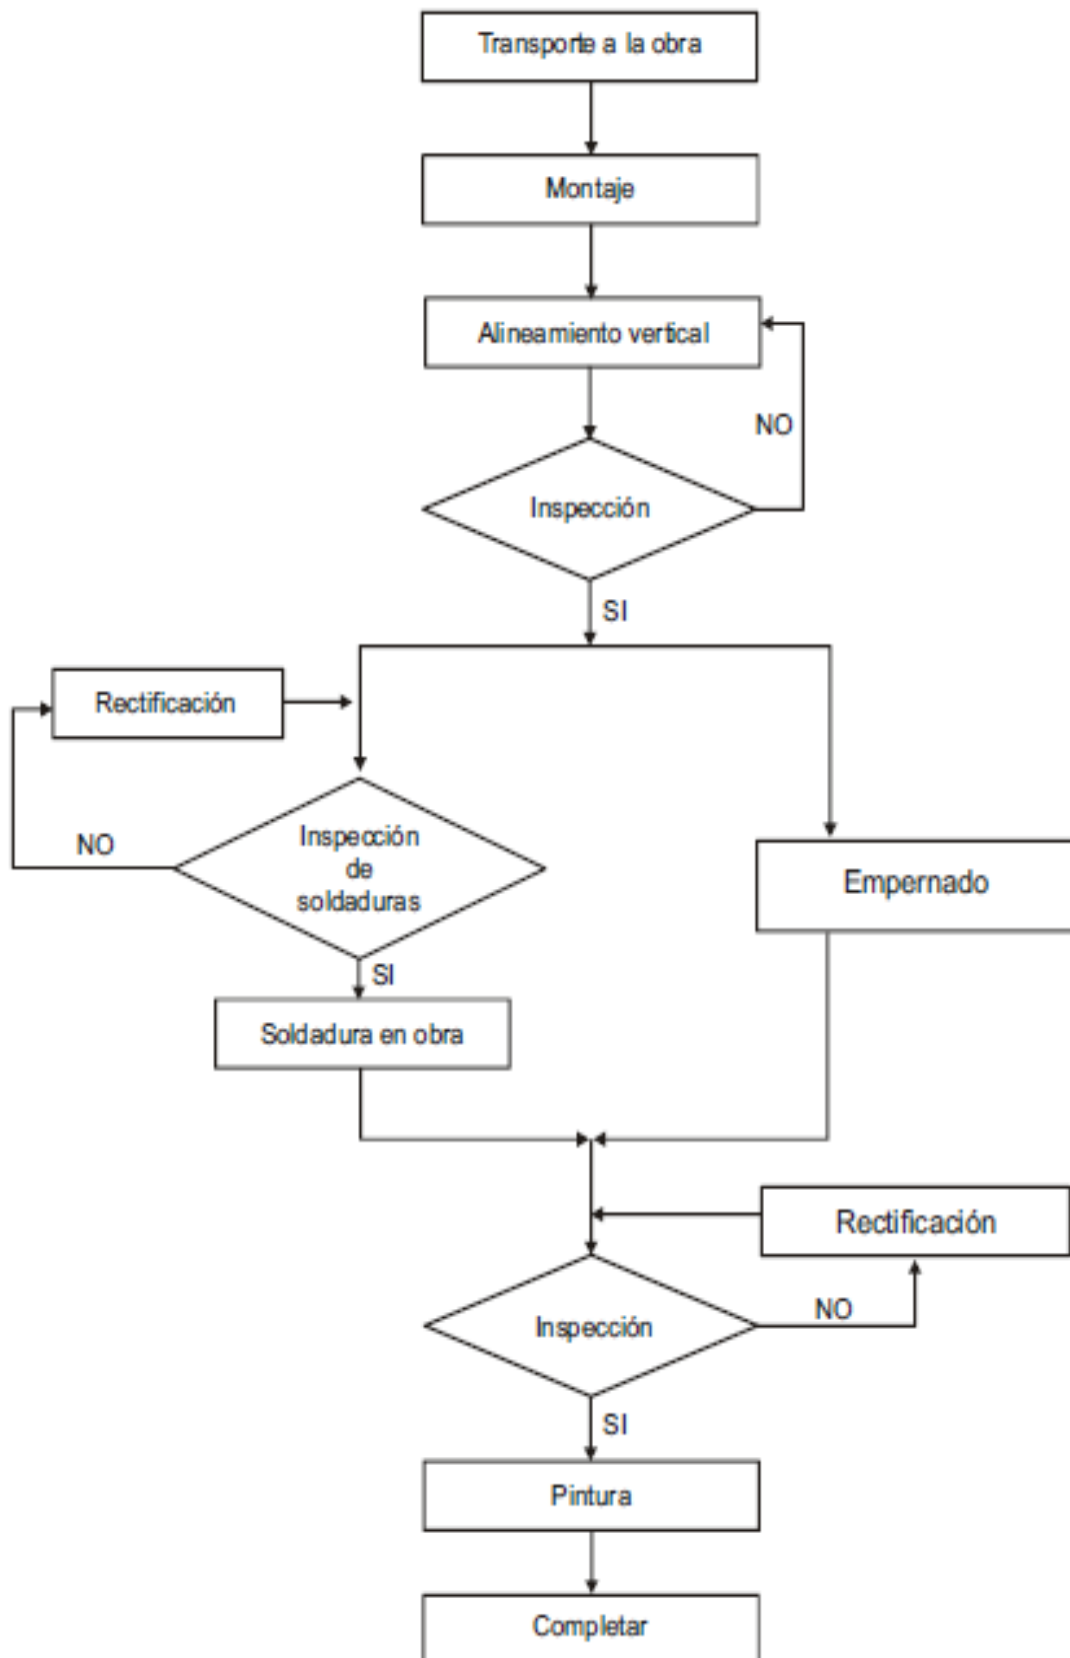 Transporte a la obra
Montaje
Alineamiento vertical
NO
Inspección
SI
Rectificación
NO
Inspección
de
soldaduras
Empernado
SI
Soldadura en obra
Rectificación
NO
Inspección
SI
Pintura
Completar